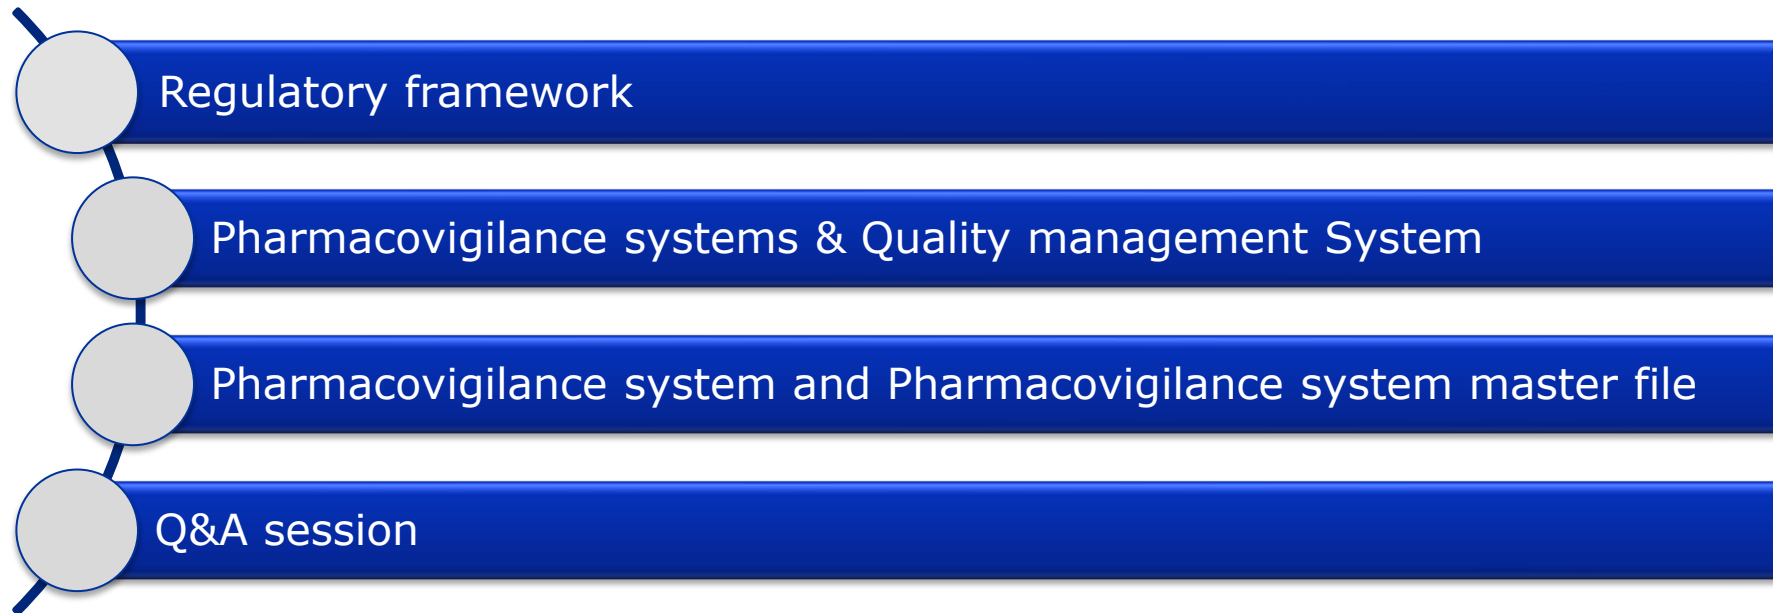 Regulatory framework
Pharmacovigilance systems & Quality management System
Pharmacovigilance system and Pharmacovigilance system master file
Q&A session